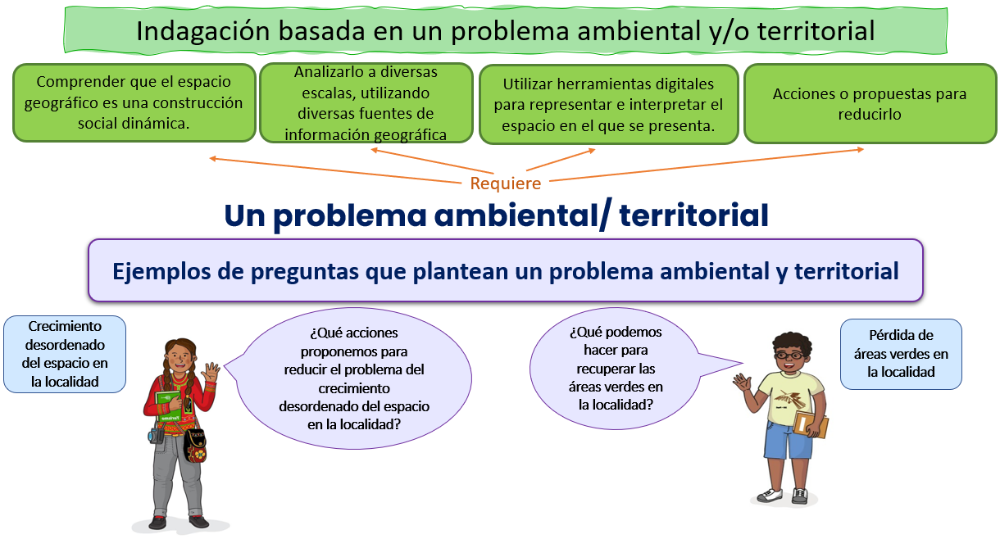 Indagación basada en un problema ambiental y/o territorial
Comprender que el espacio
geográfico es una construcción
social dinámica.
Analizarlo a diversas
escalas, utilizando
diversas fuentes de
información geográfica
Utilizar herramientas digitales
para representar e interpretar el
espacio en el que se presenta.
Acciones o propuestas para
reducirlo
Requiere
Un problema ambiental/ territorial
Ejemplos de preguntas que plantean un problema ambiental y territorial
Crecimiento
desordenado
del espacio en
la localidad
¿Qué acciones
proponemos para
reducir el problema del
crecimiento
desordenado del espacio
en la localidad?
¿Qué podemos
hacer para
recuperar las
áreas verdes en
la localidad?
Pérdida de
áreas verdes en
la localidad